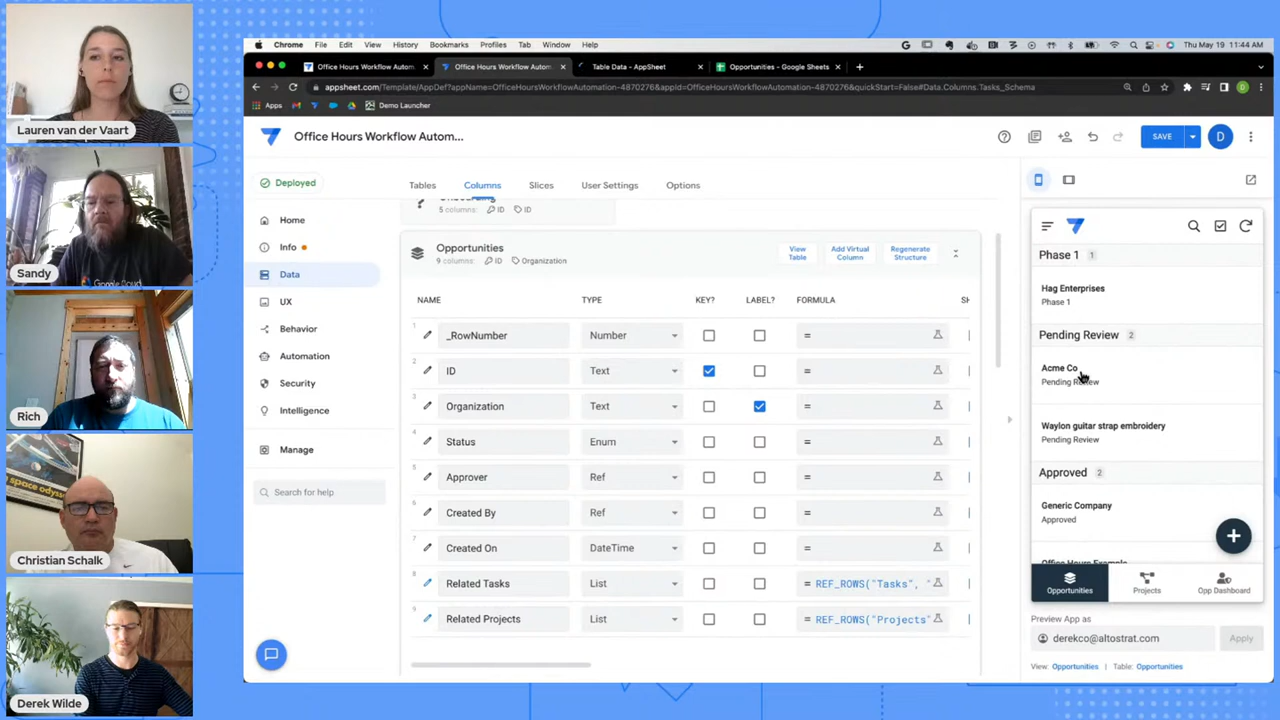 Lauren van der Vaart
Google Cloud
Sandy
Rich
space odyssey
Christian Schalk
Derek Wilde
Chrome File Edit View History Bookmarks Profiles Tab Window Help
Thu May 19 11:44 AM
Office Hours Workflow Autom...
Office Hours Workflow Autom...
Table Data - AppSheet
Opportunities - Google Sheets
appsheet.com/Template/AppDef?appName=OfficeHoursWorkflowAutomation-4870276&appId=OfficeHoursWorkflowAutomation-4870276&quickStart=False#Data.Columns.Tasks_Schema
Apps
Demo Launcher
Office Hours Workflow Autom...
SAVE
D
Deployed
Home
Info
Data
UX
Behavior
Automation
Security
Intelligence
Manage
Search for help
Tables Columns Slices User Settings Options
5 columns: ID ID
Opportunities
9 columns: ID Organization
View Table
Add Virtual Column
Regenerate Structure
NAME TYPE KEY? LABEL? FORMULA SH
1 _RowNumber Number =
2 ID Text =
3 Organization Text =
4 Status Enum =
5 Approver Ref =
6 Created By Ref =
7 Created On DateTime =
8 Related Tasks List = REF_ROWS("Tasks", "
9 Related Projects List = REF_ROWS("Projects"
Phase 1 1
Hag Enterprises
Phase 1
Pending Review 2
Acme Co
Pending Review
Waylon guitar strap embroidery
Pending Review
Approved 2
Generic Company
Approved
Office Hours Example
Opportunities Projects Opp Dashboard
Preview App as
derekco@altostrat.com
Apply
View: Opportunities | Table: Opportunities